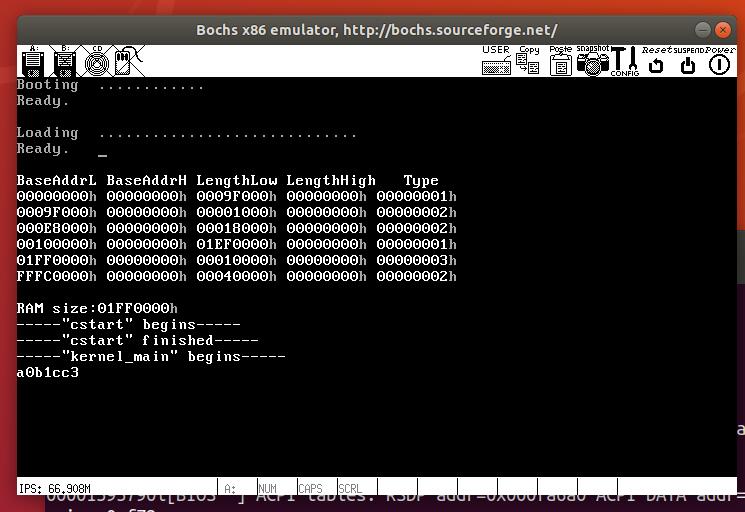 Bochs x86 emulator, http://bochs.sourceforge.net/
A: B: CD USER Copy Paste snapshot CONFIG Reset SUSPEND Power
Booting ............
Ready.
Loading .............................
Ready. _
BaseAddrL BaseAddrH LengthLow LengthHigh Type
00000000h 00000000h 0009F000h 00000000h 00000001h
0009F000h 00000000h 00001000h 00000000h 00000002h
000E8000h 00000000h 00018000h 00000000h 00000002h
00100000h 00000000h 01EF0000h 00000000h 00000001h
01FF0000h 00000000h 00010000h 00000000h 00000003h
FFFC0000h 00000000h 00040000h 00000000h 00000002h
RAM size:01FF0000h
-----"cstart" begins-----
-----"cstart" finished-----
-----"kernel_main" begins-----
a0b1cc3
IPS: 66.908M A: NUM CAPS SCRL
ACPI tables: RSDP addr=0x000fa6a0 ACPI DATA addr=